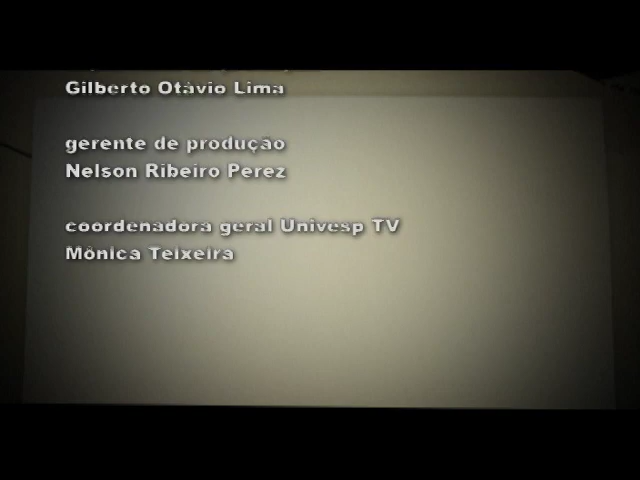 Gilberto Otávio Lima
gerente de produção
Nelson Ribeiro Perez
coordenadora geral Univesp TV
Mônica Teixeira